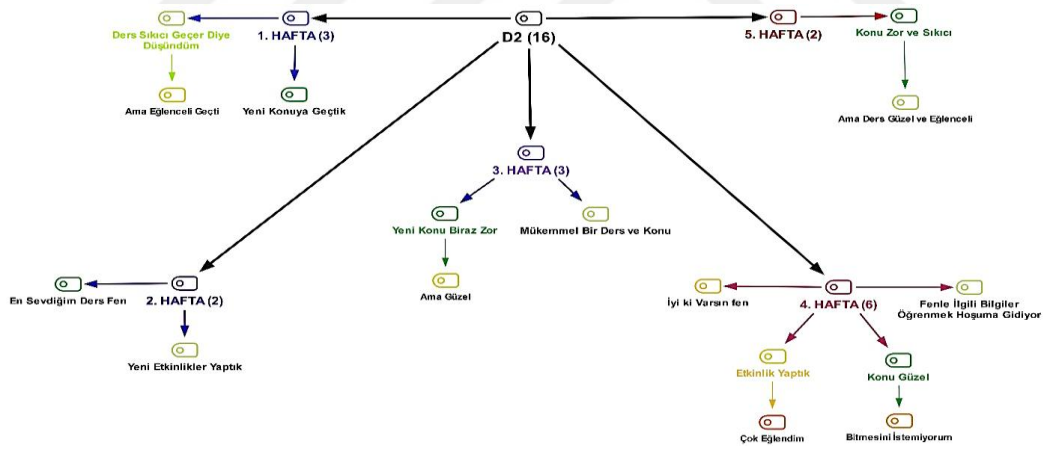 Ders Sıkıcı Geçer Diye
Düşündüm
1. HAFTA (3)
D2 (16)
5. HAFTA (2)
Konu Zor ve Sıkıcı
Ama Eğlenceli Geçti
Yeni Konuya Geçtik
Ama Ders Güzel ve Eğlenceli
3. HAFTA (3)
Yeni Konu Biraz Zor
Mükemmel Bir Ders ve Konu
Ama Güzel
En Sevdiğim Ders Fen
2. HAFTA (2)
İyi ki Varsın fen
4. HAFTA (6)
Fenle İlgili Bilgiler
Öğrenmek Hoşuma Gidiyor
Yeni Etkinlikler Yaptık
Etkinlik Yaptık
Konu Güzel
Çok Eğlendim
Bitmesini İstemiyorum